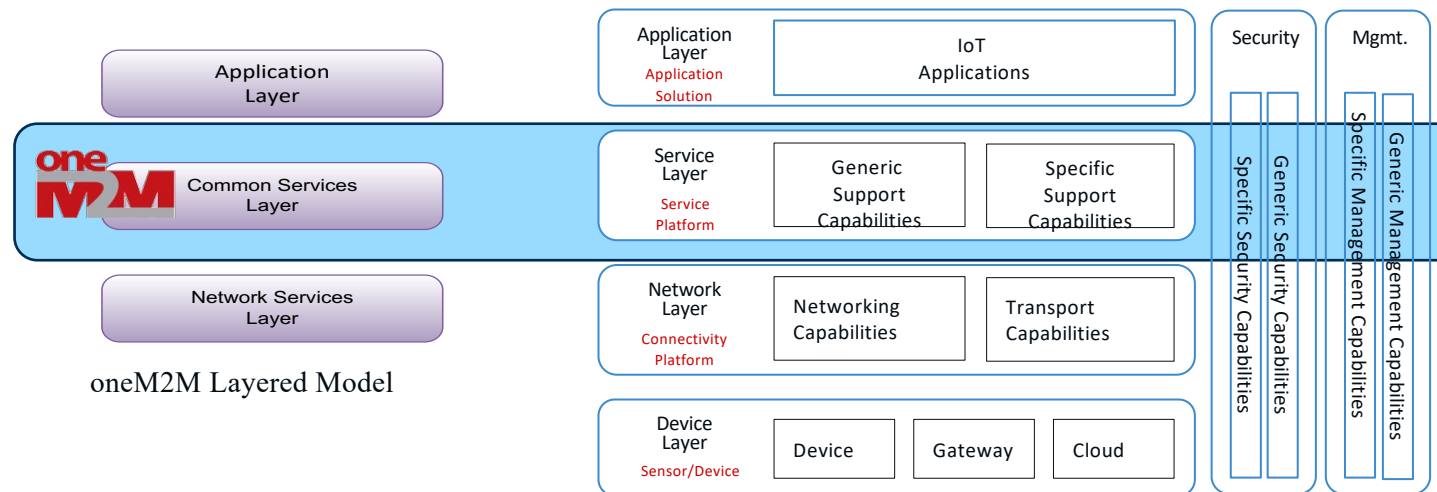 Application
Layer
one
M2M
Common Services
Layer
Network Services
Layer
oneM2M Layered Model
Application
Layer
Application
Solution
IoT
Applications
Service
Layer
Service
Platform
Generic
Support
Capabilities
Specific
Support
Capabilities
Network
Layer
Connectivity
Platform
Networking
Capabilities
Transport
Capabilities
Device
Layer
Sensor/Device
Device
Gateway
Cloud
Security
Specific Security Capabilities
Generic Security Capabilities
Mgmt.
Specific Management Capabilities
Generic Management Capabilities